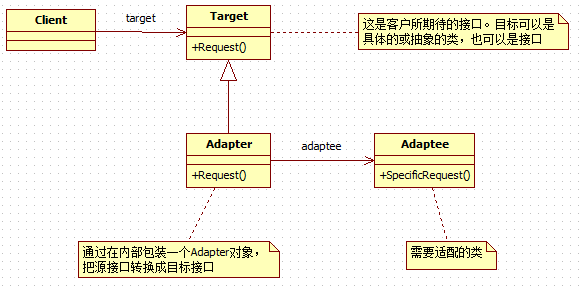 Client
target
Target
+Request()
这是客户所期待的接口。目标可以是
具体的或抽象的类，也可以是接口
Adapter
+Request()
adaptee
Adaptee
+SpecificRequest()
通过在内部包装一个Adapter对象，
把源接口转换成目标接口
需要适配的类